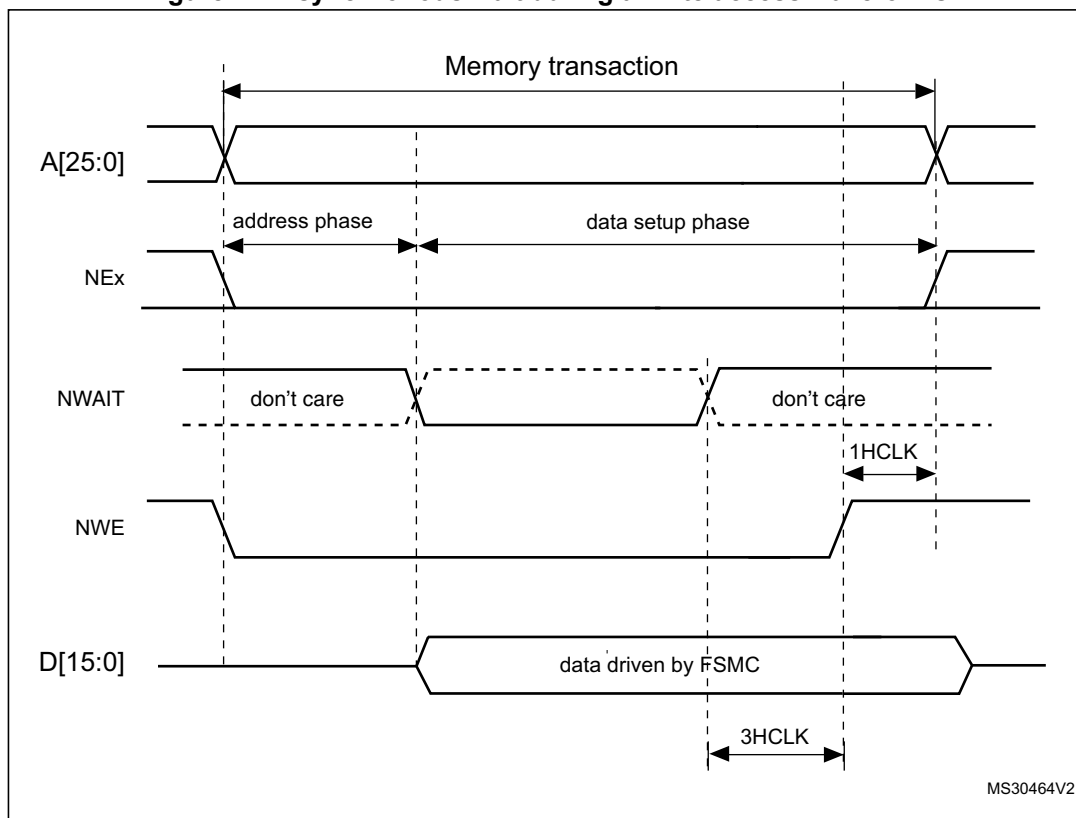 Memory transaction
A[25:0]
address phase
data setup phase
NEx
NWAIT
don't care
don't care
1HCLK
NWE
D[15:0]
data driven by FSMC
3HCLK
MS30464V2